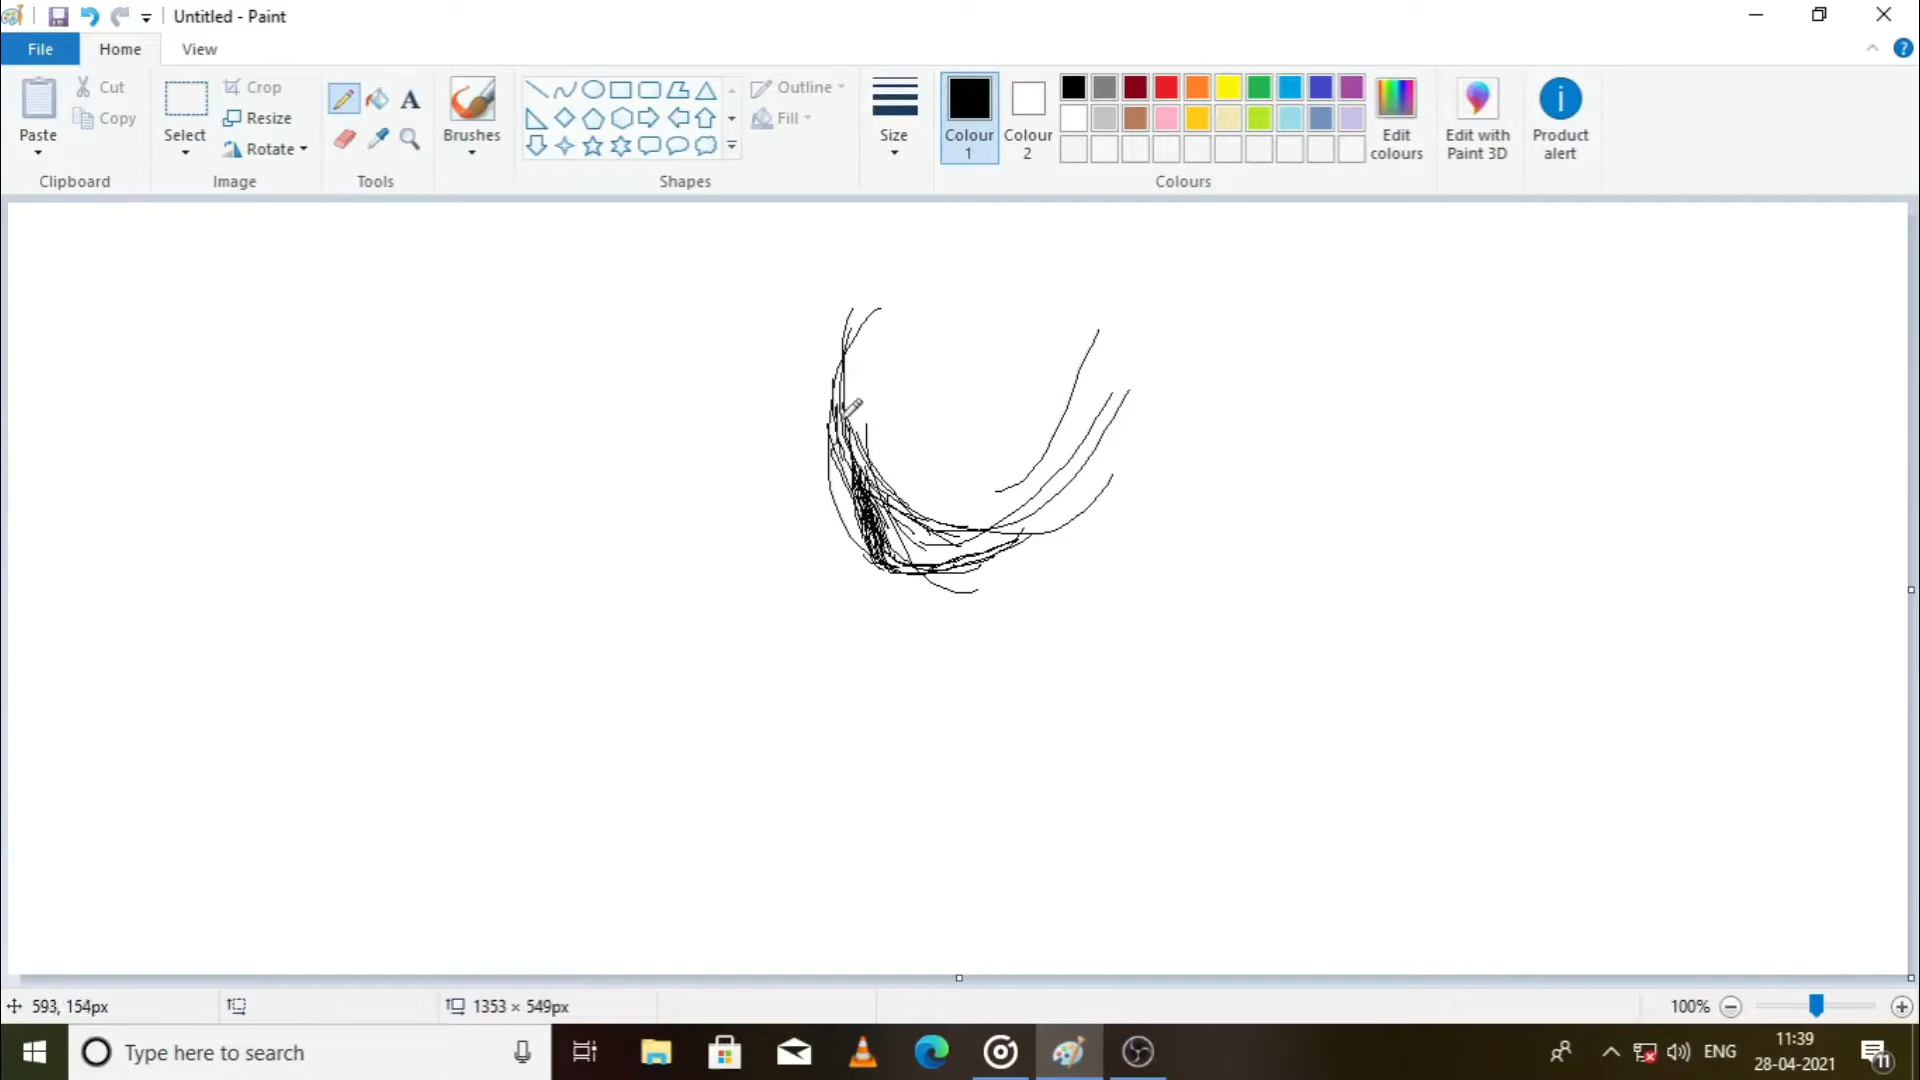 Untitled - Paint
File Home View
Paste
Cut
Copy
Clipboard
Select
Crop
Resize
Rotate
Image
A
Tools
Brushes
Outline
Fill
Shapes
Size
Colour 1
Colour 2
Colours
Edit colours
Edit with Paint 3D
Product alert
593, 154px
1353 × 549px
100%
Type here to search
ENG
11:39
28-04-2021
11